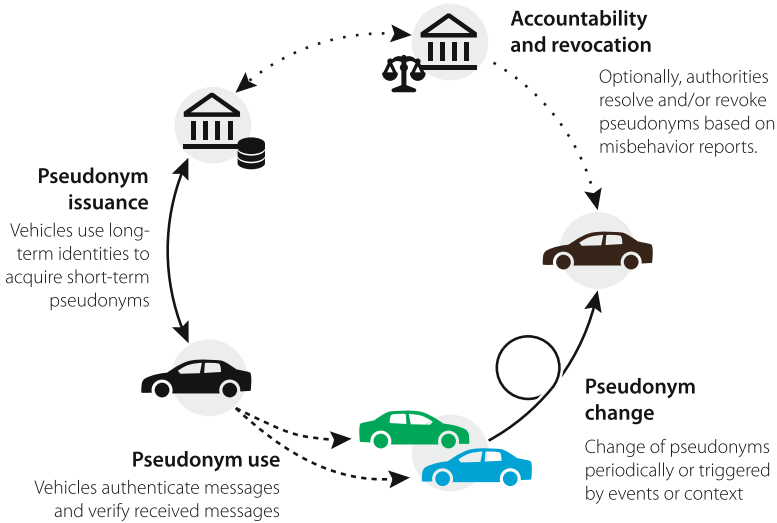 Accountability
and revocation
Optionally, authorities
resolve and/or revoke
pseudonyms based on
misbehavior reports.
Pseudonym
issuance
Vehicles use long-
term identities to
acquire short-term
pseudonyms
Pseudonym use
Vehicles authenticate messages
and verify received messages
Pseudonym
change
Change of pseudonyms
periodically or triggered
by events or context